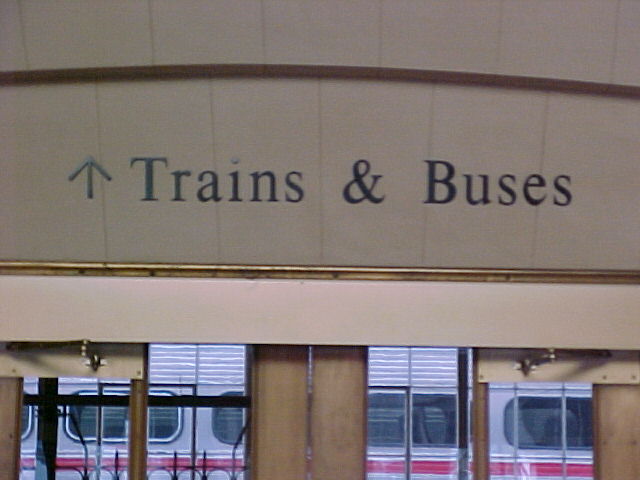 ↑ Trains & Buses